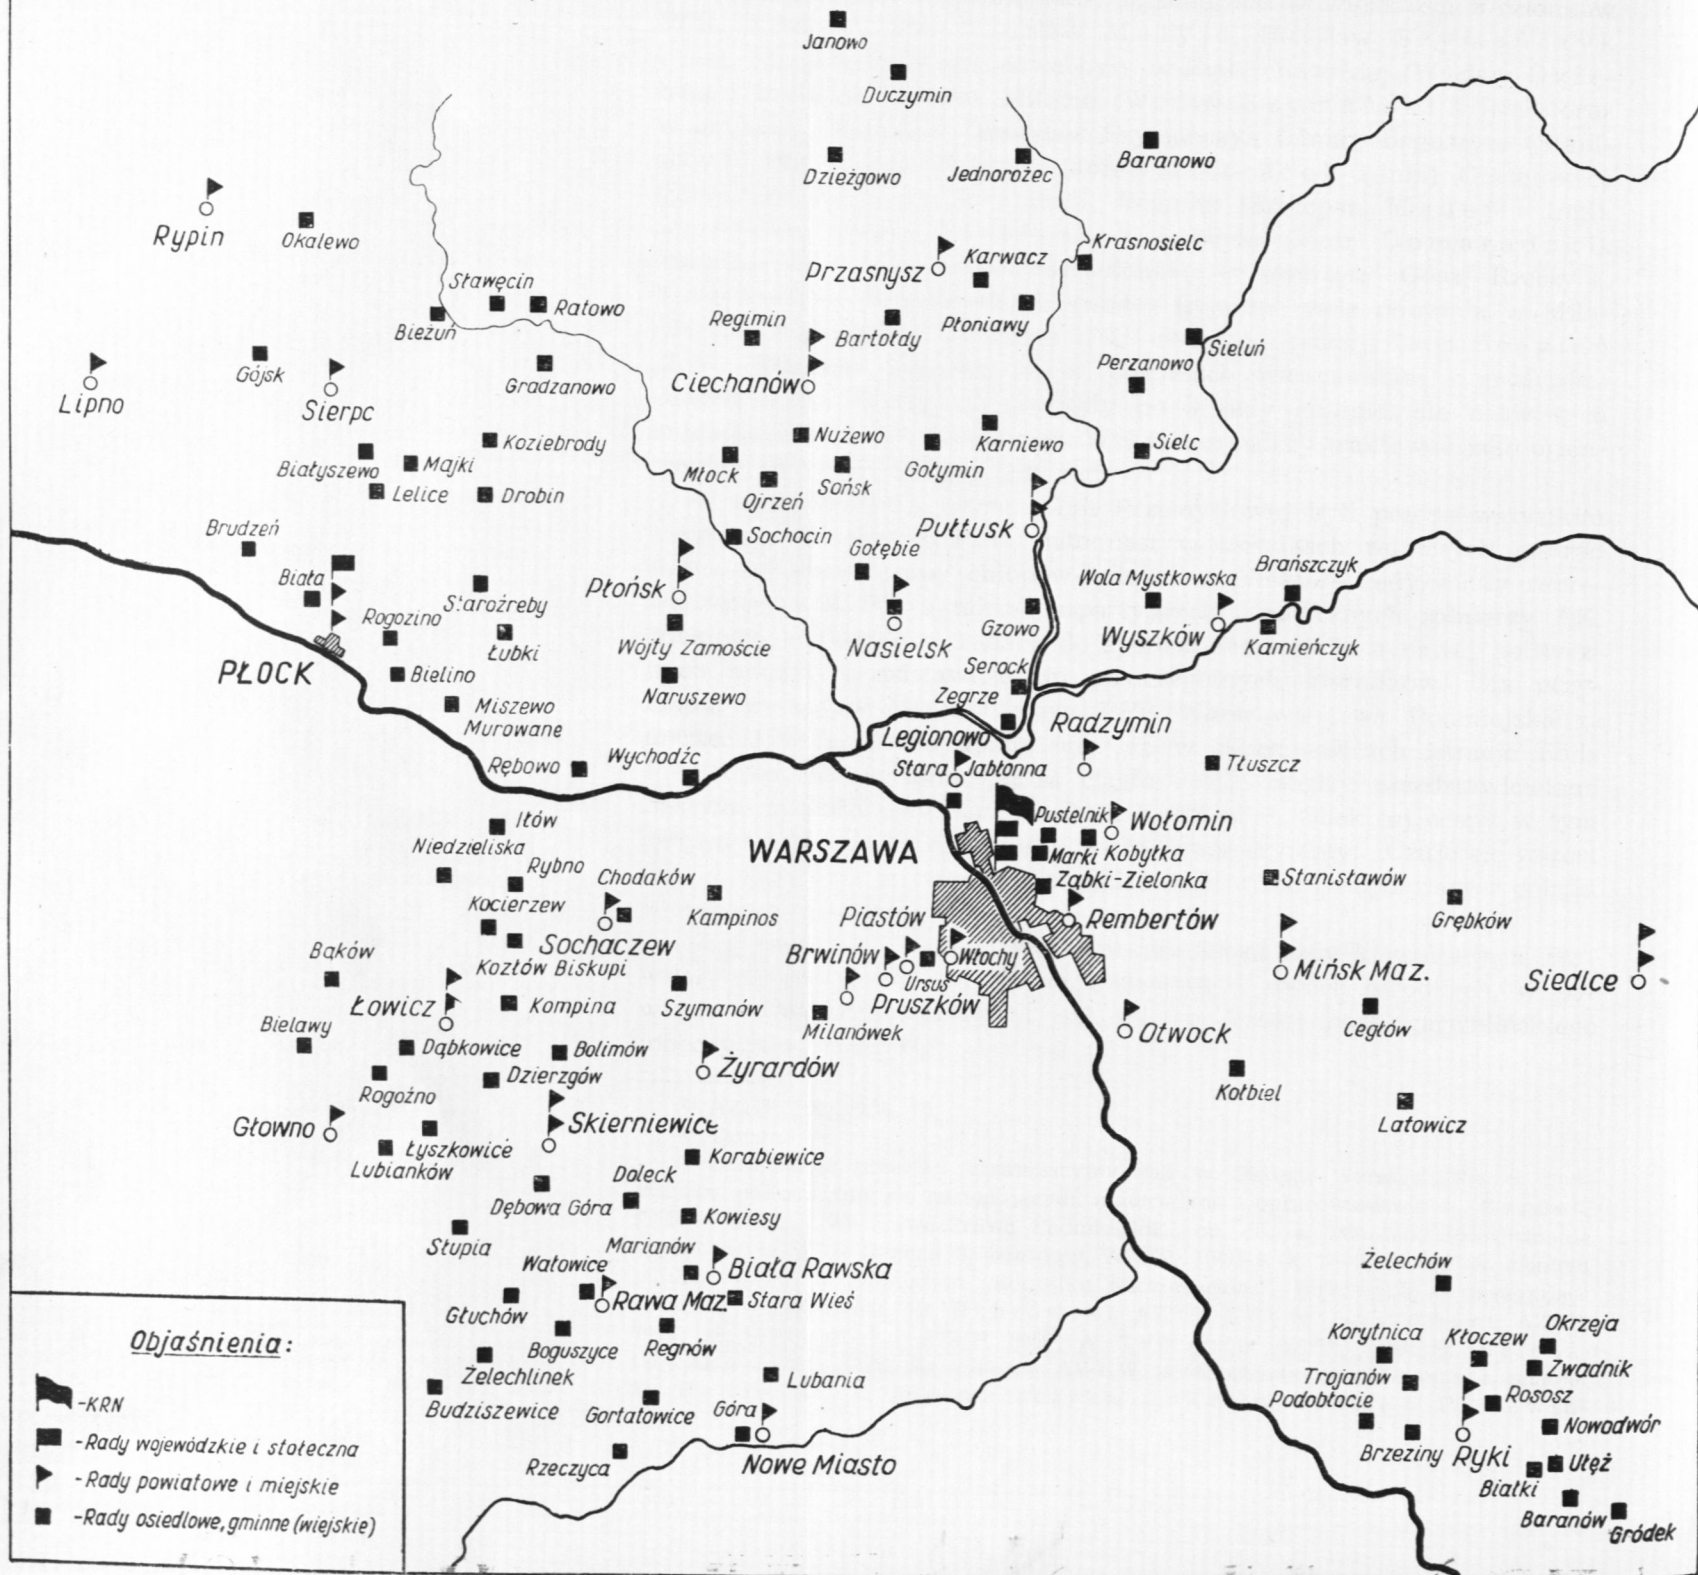 Janowo
Duczymin
Dzieżgowo
Jednorożec
Baranowo
Rypin
Okalewo
Krasnosielc
Przasnysz
Karwacz
Sławęcin
Ratowo
Bieżuń
Regimin
Bartołdy
Płoniawy
Sieluń
Perzanowo
Gójsk
Sierpc
Lipno
Gradzanowo
Ciechanów
Koziebrody
Nużewo
Karniewo
Sielc
Białyszewo
Majki
Młock
Sońsk
Gołymin
Lelice
Drobin
Ojrzeń
Brudzeń
Sochocin
Pułtusk
Gołębie
Biała
Płońsk
Wola Mystkowska
Brańszczyk
Staroźreby
Rogozino
Gzowo
Wyszków
Kamieńczyk
Łubki
Wójty Zamoście
Nasielsk
PŁOCK
Bielino
Naruszewo
Serock
Zegrze
Miszewo
Murowane
Radzymin
Legionowo
Rębowo
Wychodźc
Stara Jabłonna
Tłuszcz
Iłów
Pustelnik
Wołomin
Niedzieliska
WARSZAWA
Marki
Kobyłka
Rybno
Chodaków
Ząbki-Zielonka
Stanisławów
Kocierzew
Kampinos
Piastów
Rembertów
Grębków
Sochaczew
Bąków
Brwinów
Włochy
Kozłów Biskupi
Ursus
Mińsk Maz.
Siedlce
Łowicz
Kompina
Szymanów
Pruszków
Bielawy
Milanówek
Otwock
Cegłów
Dąbkowice
Bolimów
Żyrardów
Dzierzgów
Rogoźno
Kołbiel
Głowno
Skierniewice
Latowicz
Łyszkowice
Lubianków
Korabiewice
Doleck
Dębowa Góra
Kowiesy
Słupia
Marianów
Wałowice
Biała Rawska
Żelechów
Rawa Maz.
Stara Wieś
Głuchów
Boguszyce
Regnów
Okrzeja
Korytnica
Kłoczew
Zwadnik
Żelechlinek
Lubania
Trojanów
Podobłocie
Rososz
Budziszewice
Gortatowice
Góra
Nowodwór
Rzeczyca
Nowe Miasto
Brzeziny
Ryki
Ułęż
Białki
Baranów
Gródek
Objaśnienia:
-KRN
-Rady wojewódzkie i stołeczna
-Rady powiatowe i miejskie
-Rady osiedlowe, gminne (wiejskie)